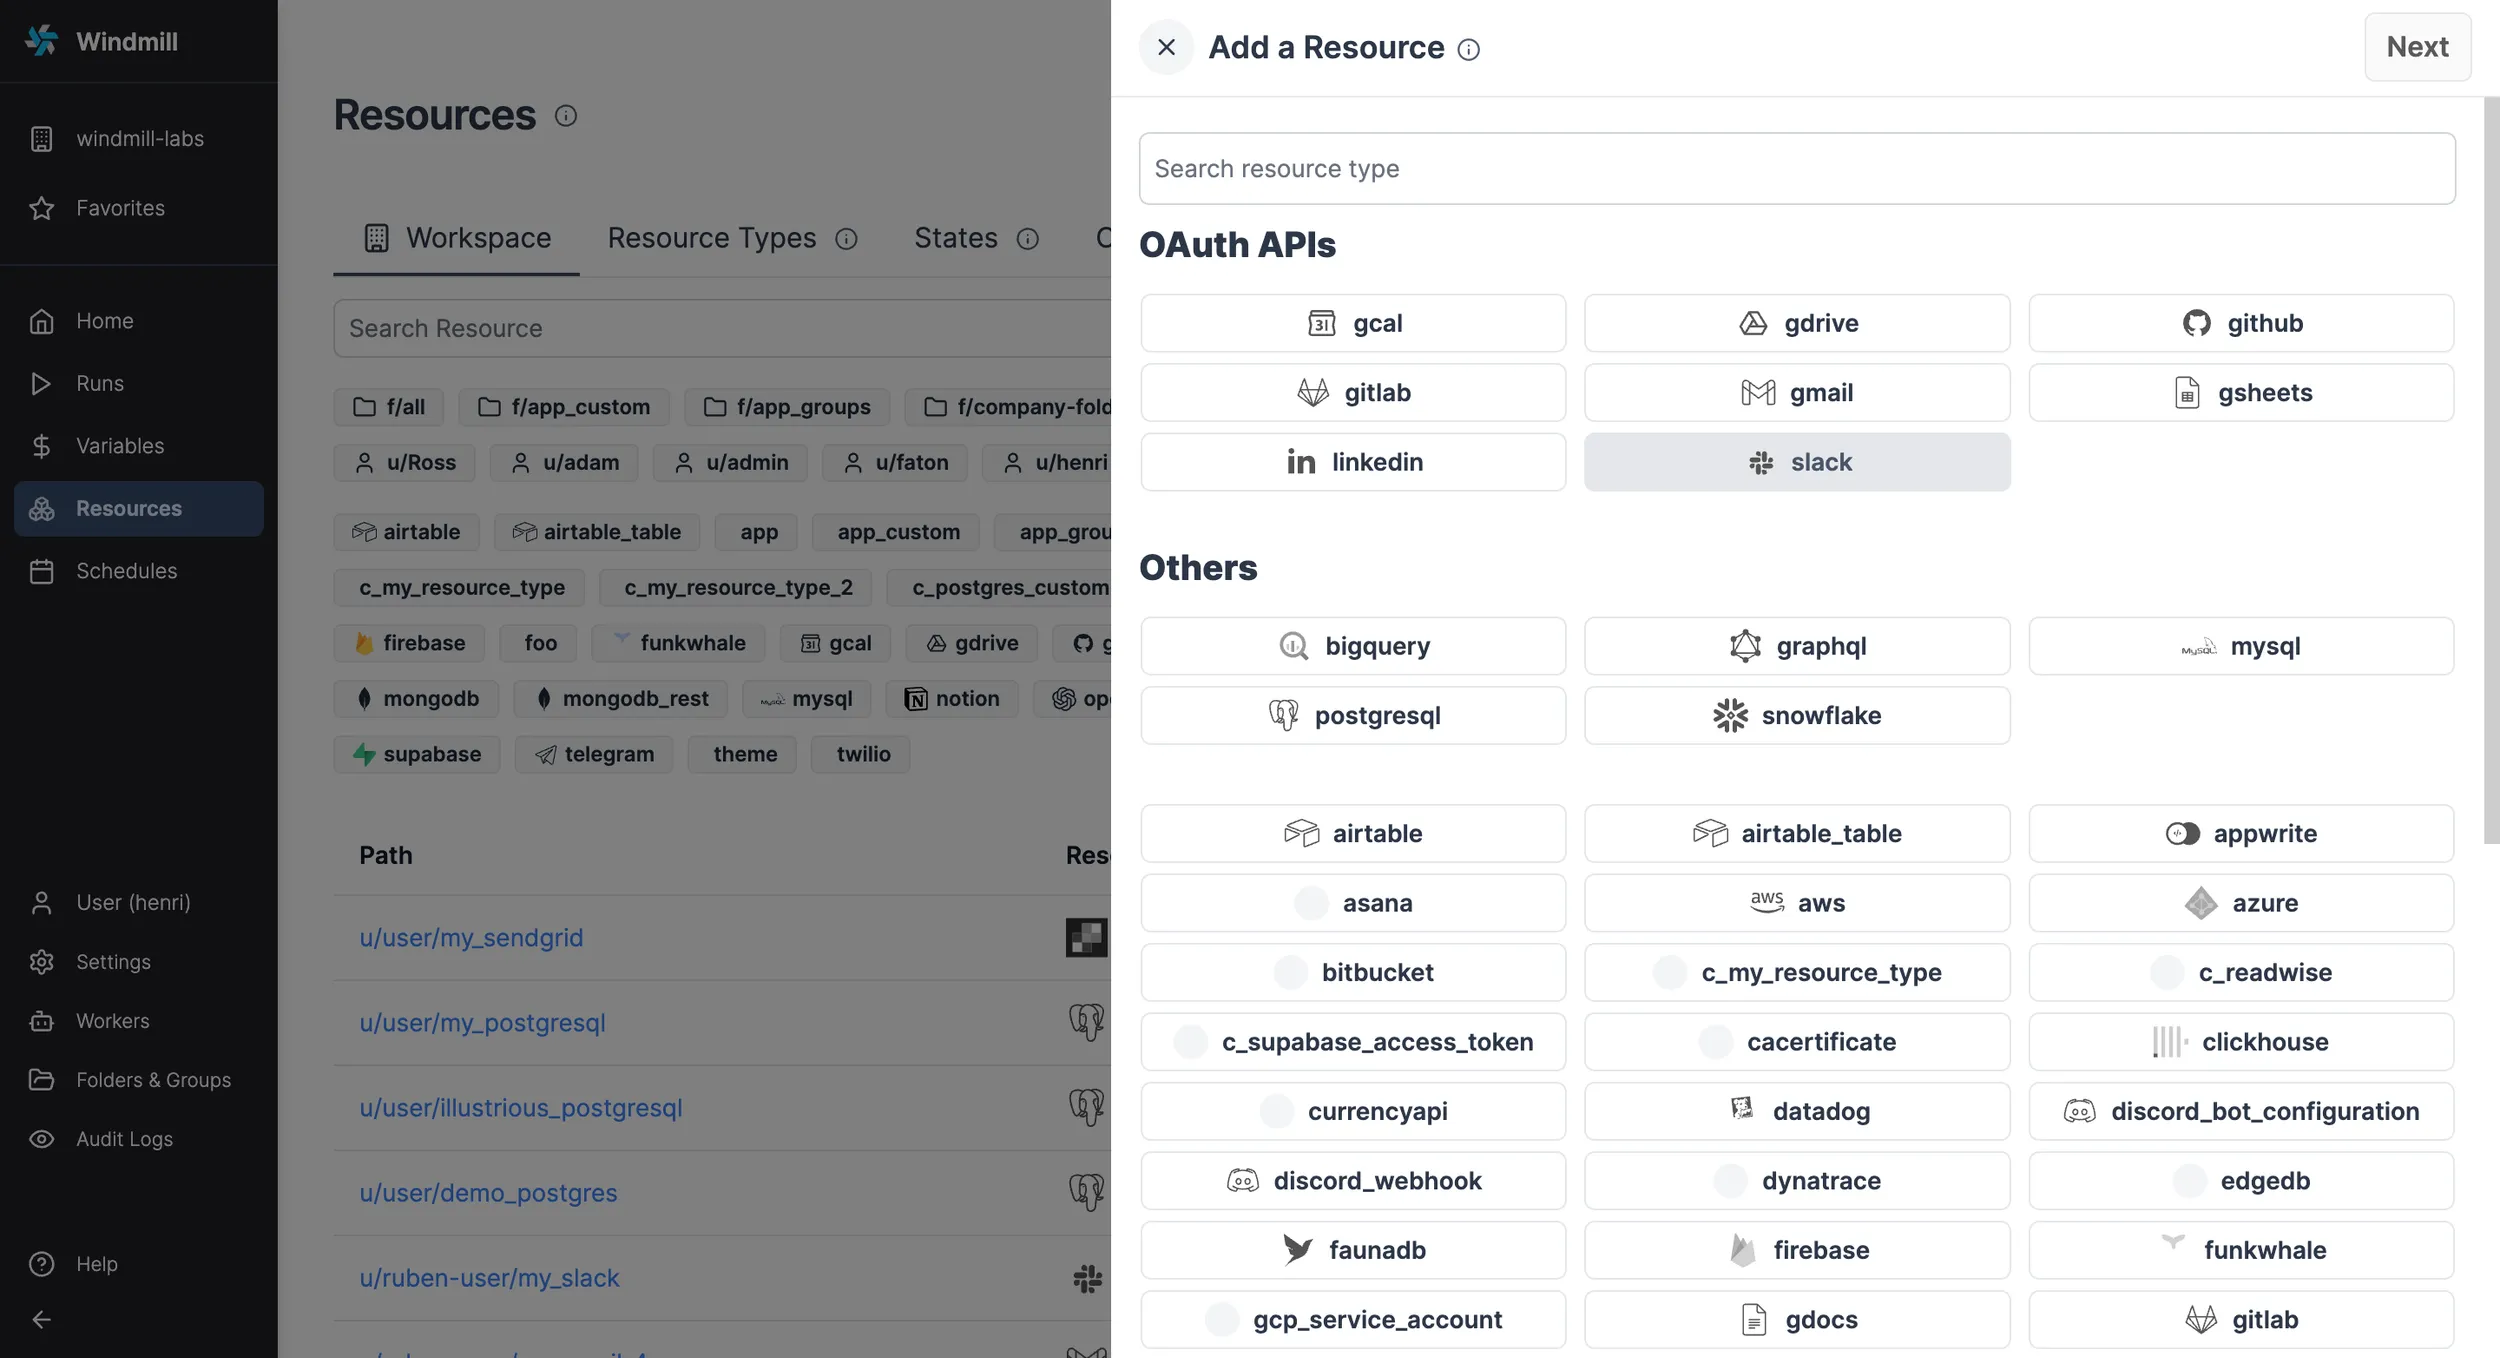 Windmill
windmill-labs
Favorites
Home
Runs
Variables
Resources
Schedules
User (henri)
Settings
Workers
Folders & Groups
Audit Logs
Help
Resources
Workspace
Resource Types
States
Search Resource
f/all
f/app_custom
f/app_groups
f/company-fold
u/Ross
u/adam
u/admin
u/faton
u/henri
airtable
airtable_table
app
app_custom
app_grou
c_my_resource_type
c_my_resource_type_2
c_postgres_custom
firebase
foo
funkwhale
gcal
gdrive
g
mongodb
mongodb_rest
mysql
notion
ope
supabase
telegram
theme
twilio
Path
Res
u/user/my_sendgrid
u/user/my_postgresql
u/user/illustrious_postgresql
u/user/demo_postgres
u/ruben-user/my_slack
Add a Resource
Next
Search resource type
OAuth APIs
gcal
gdrive
github
gitlab
gmail
gsheets
linkedin
slack
Others
bigquery
graphql
mysql
postgresql
snowflake
airtable
airtable_table
appwrite
asana
aws
azure
bitbucket
c_my_resource_type
c_readwise
c_supabase_access_token
cacertificate
clickhouse
currencyapi
datadog
discord_bot_configuration
discord_webhook
dynatrace
edgedb
faunadb
firebase
funkwhale
gcp_service_account
gdocs
gitlab